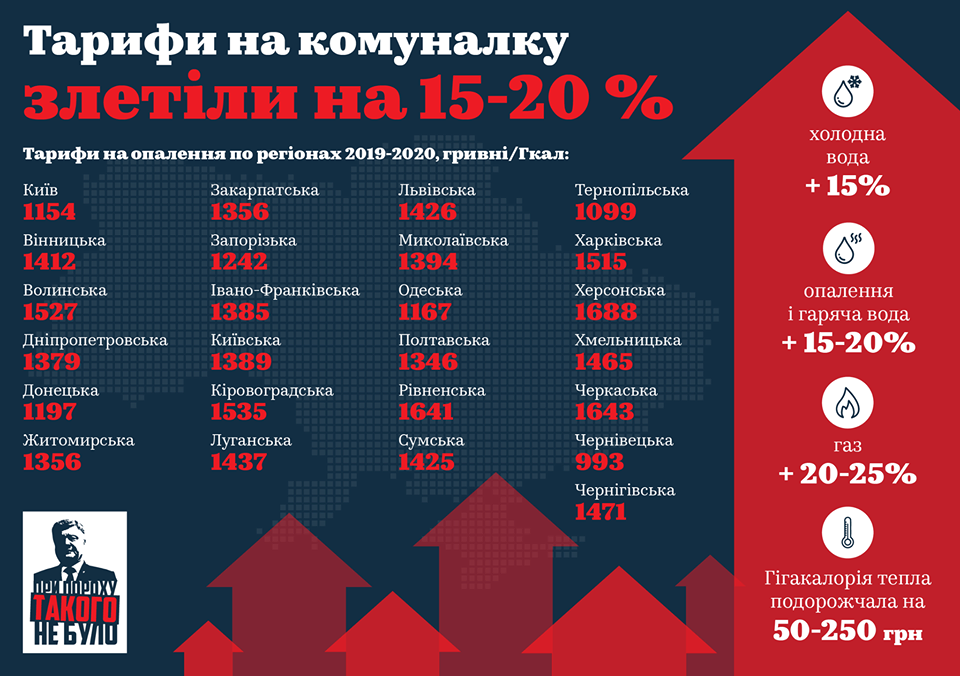 Тарифи на комуналку
злетіли на 15-20 %
Тарифи на опалення по регіонах 2019-2020, гривні/Гкал:
Київ
1154
Вінницька
1412
Волинська
1527
Дніпропетровська
1379
Донецька
1197
Житомирська
1356
Закарпатська
1356
Запорізька
1242
Івано-Франківська
1385
Київська
1389
Кіровоградська
1535
Луганська
1437
Львівська
1426
Миколаївська
1394
Одеська
1167
Полтавська
1346
Рівненська
1641
Сумська
1425
Тернопільська
1099
Харківська
1515
Херсонська
1688
Хмельницька
1465
Черкаська
1643
Чернівецька
993
Чернігівська
1471
холодна
вода
+ 15%
опалення
і гаряча вода
+ 15-20%
газ
+ 20-25%
Гігакалорія тепла
подорожчала на
50-250 грн
ПРИ ПОРОХУ
ТАКОГО
НЕ БУЛО